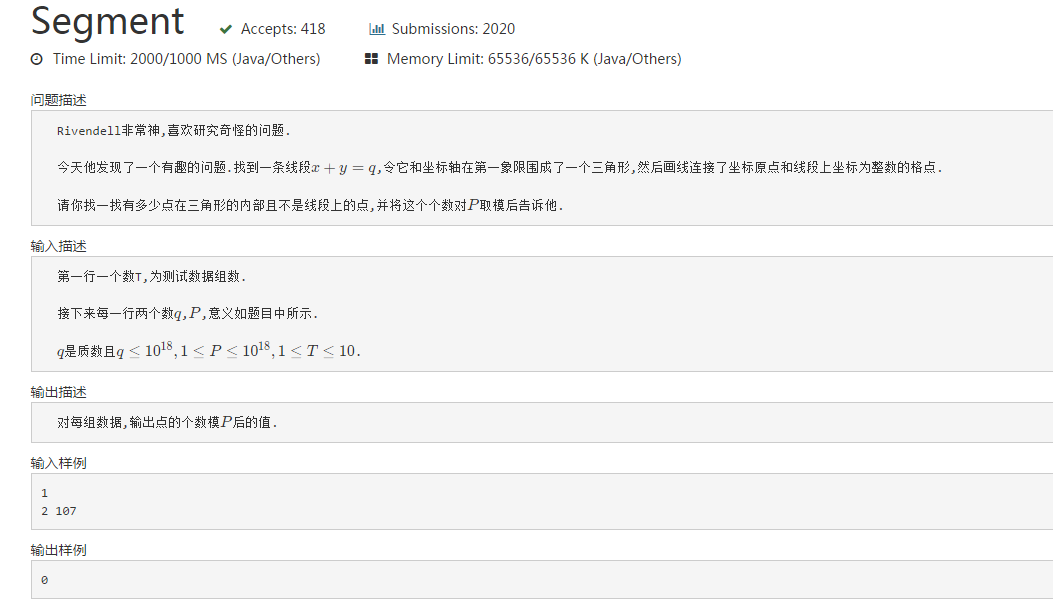 Segment Accepts: 418 Submissions: 2020
Time Limit: 2000/1000 MS (Java/Others) Memory Limit: 65536/65536 K (Java/Others)
问题描述
Rivendell非常神,喜欢研究奇怪的问题.
今天他发现了一个有趣的问题.找到一条线段x + y = q,令它和坐标轴在第一象限围成了一个三角形,然后画线连接了坐标原点和线段上坐标为整数的格点.
请你找一找有多少点在三角形的内部且不是线段上的点,并将这个个数对P取模后告诉他.
输入描述
第一行一个数T,为测试数据组数.
接下来每一行两个数q,P,意义如题目中所示.
q是质数且q ≤ 10^18, 1 ≤ P ≤ 10^18, 1 ≤ T ≤ 10.
输出描述
对每组数据,输出点的个数模P后的值.
输入样例
1
2 107
输出样例
0